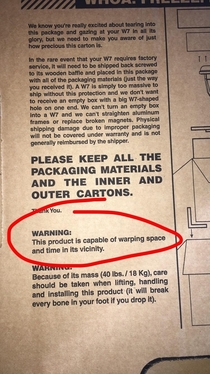 WHOA. FREEEEEZ
We know you're really excited about tearing into
this package and gazing at your W7 in all its
glory, but we need to make you aware of just
how precious this carton is.
In the rare event that your W7 requires factory
service, it will need to be shipped back screwed
to its wooden baffle and placed in this package
with all of the packaging materials (just the way
you received it). A W7 is simply too massive to
ship without this protection and we don't want
to receive an empty box with a big W7-shaped
hole on one end. We can't turn an empty box
into a W7 and we can't straighten aluminum
frames or replace broken magnets. Physical
shipping damage due to improper packaging
will not be covered under warranty and is not
generally reimbursed by the shipper.
PLEASE KEEP ALL THE
PACKAGING MATERIALS
AND THE INNER AND
OUTER CARTONS.
Thank You.
WARNING:
This product is capable of warping space
and time in its vicinity.
WARNING:
Because of its mass (40 lbs. / 18 Kg), care
should be taken when lifting, handling
and installing this product (it will break
every bone in your foot if you drop it).